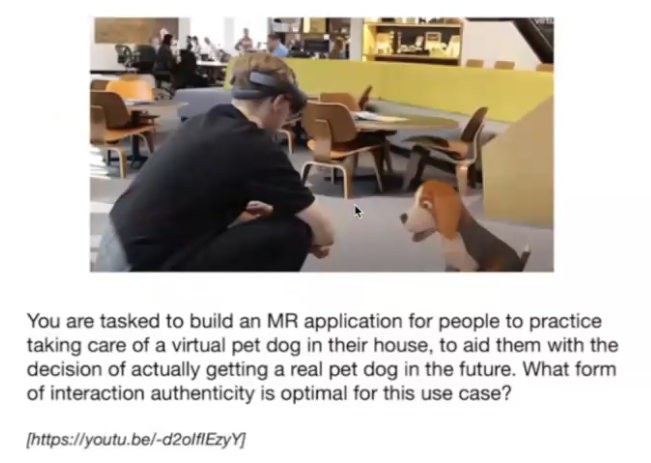 You are tasked to build an MR application for people to practice
taking care of a virtual pet dog in their house, to aid them with the
decision of actually getting a real pet dog in the future. What form
of interaction authenticity is optimal for this use case?
[https://youtu.be/-d2olflEzyY]